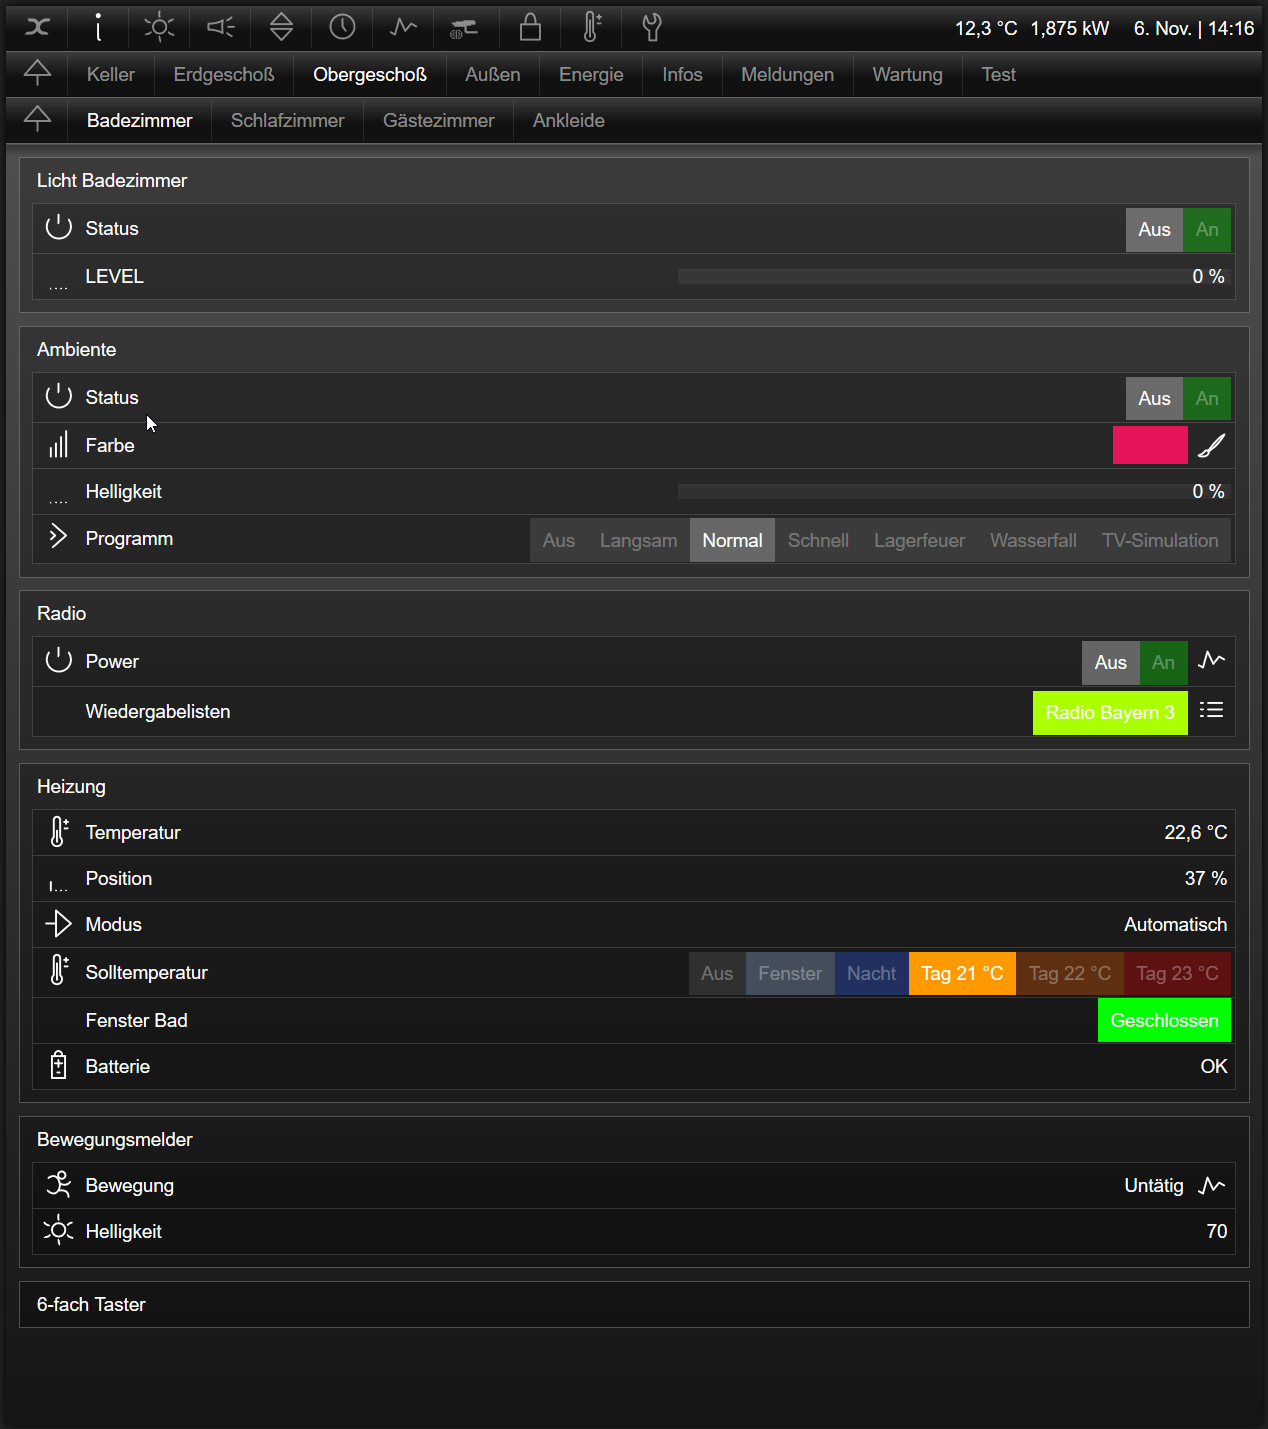 12,3 °C 1,875 kW 6. Nov. | 14:16
Keller Erdgeschoß Obergeschoß Außen Energie Infos Meldungen Wartung Test
Badezimmer Schlafzimmer Gästezimmer Ankleide
Licht Badezimmer
Status Aus An
LEVEL 0 %
Ambiente
Status Aus An
Farbe
Helligkeit 0 %
Programm Aus Langsam Normal Schnell Lagerfeuer Wasserfall TV-Simulation
Radio
Power Aus An
Wiedergabelisten Radio Bayern 3
Heizung
Temperatur 22,6 °C
Position 37 %
Modus Automatisch
Solltemperatur Aus Fenster Nacht Tag 21 °C Tag 22 °C Tag 23 °C
Fenster Bad Geschlossen
Batterie OK
Bewegungsmelder
Bewegung Untätig
Helligkeit 70
6-fach Taster